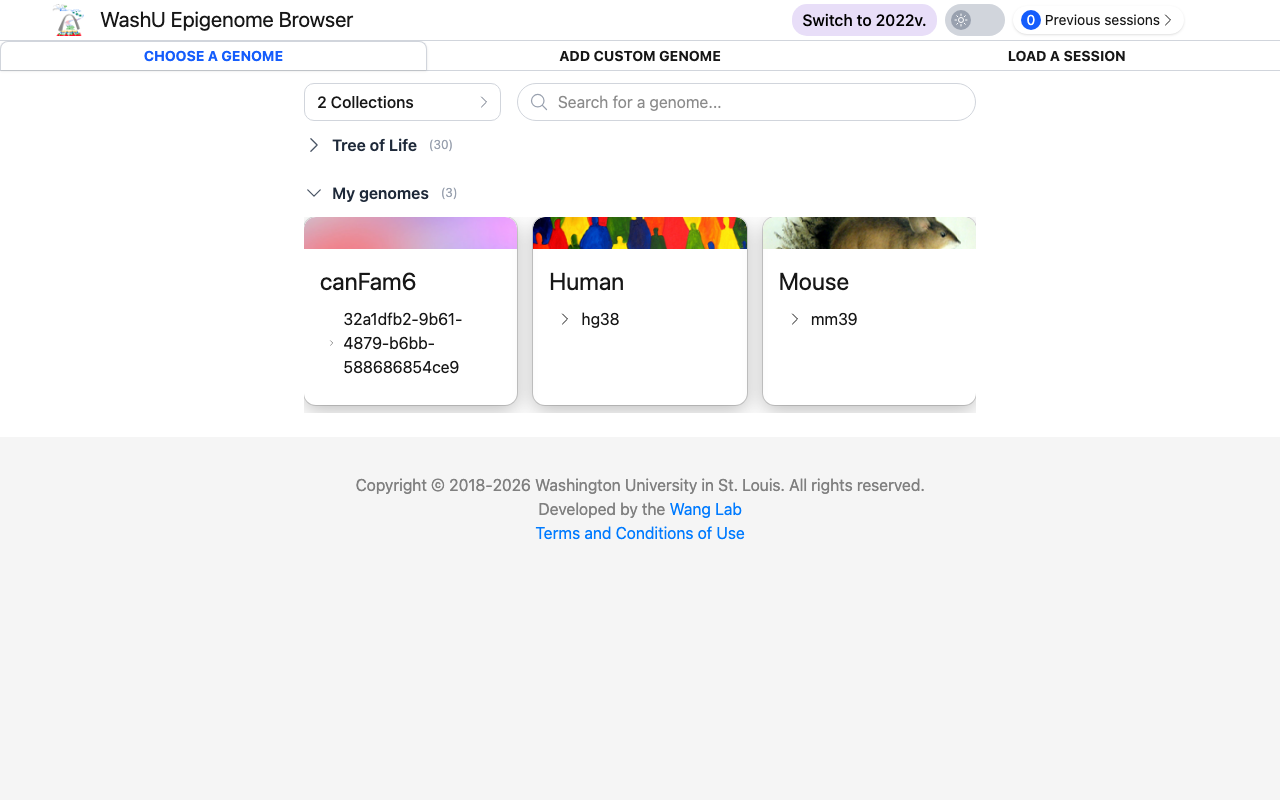 WashU Epigenome Browser
Switch to 2022v.
0 Previous sessions
CHOOSE A GENOME
ADD CUSTOM GENOME
LOAD A SESSION
2 Collections
Search for a genome...
Tree of Life (30)
My genomes (3)
canFam6
32a1dfb2-9b61-
4879-b6bb-
588686854ce9
Human
hg38
Mouse
mm39
Copyright © 2018-2026 Washington University in St. Louis. All rights reserved.
Developed by the Wang Lab
Terms and Conditions of Use